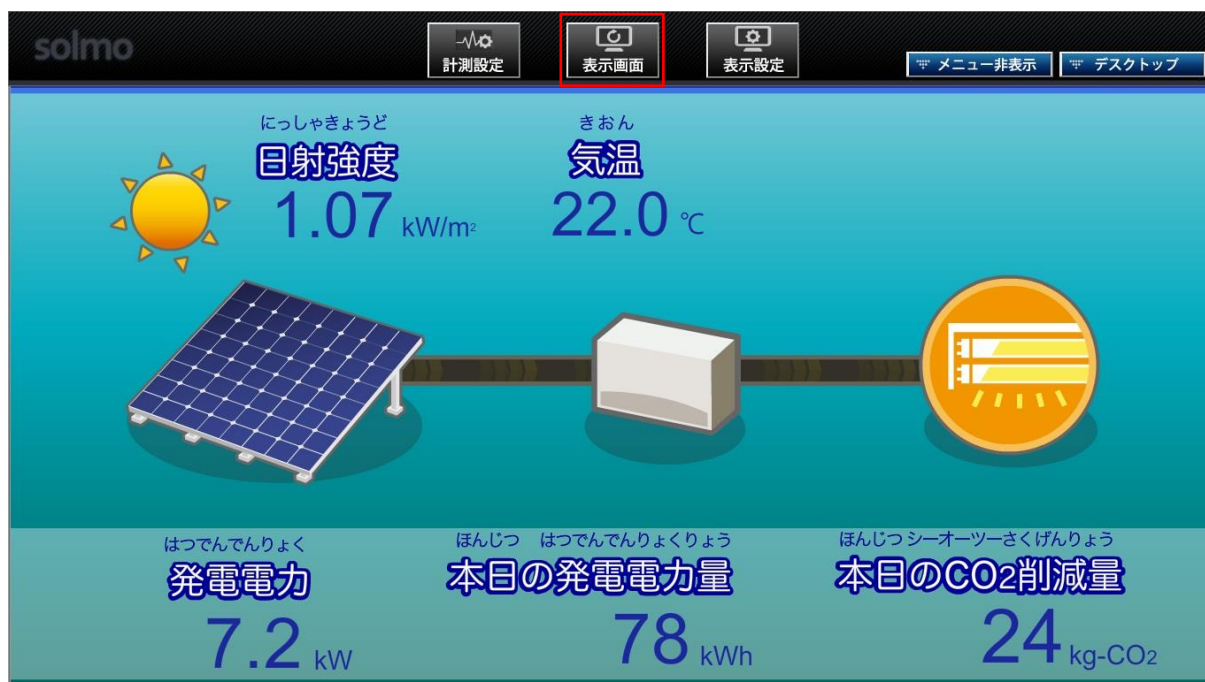 solmo
計測設定
表示画面
表示設定
メニュー非表示
デスクトップ
にっしゃきょうど
日射強度
1.07 kW/m²
きおん
気温
22.0 ℃
はつでんでんりょく
発電電力
7.2 kW
ほんじつ はつでんでんりょくりょう
本日の発電電力量
78 kWh
ほんじつ シーオーツーさくげんりょう
本日のCO2削減量
24 kg-CO2